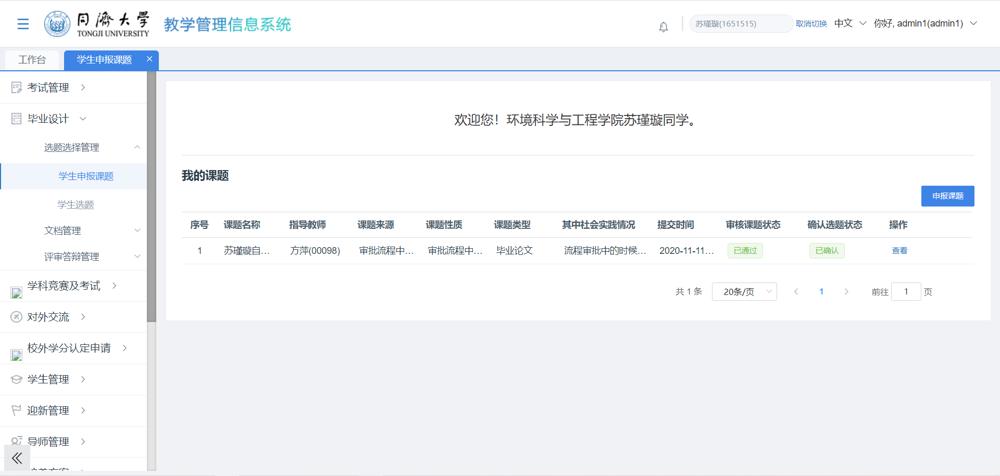 同濟大學
TONGJI UNIVERSITY
教学管理信息系统
苏瑾璇(1651515)
取消切换
中文
你好, admin1(admin1)
工作台
学生申报课题
考试管理
毕业设计
选题选择管理
学生申报课题
学生选题
文档管理
评审答辩管理
学科竞赛及考试
对外交流
校外学分认定申请
学生管理
迎新管理
导师管理
欢迎您！环境科学与工程学院苏瑾璇同学。
我的课题
申报课题
序号 课题名称 指导教师 课题来源 课题性质 课题类型 其中社会实践情况 提交时间 审核课题状态 确认选题状态 操作
1 苏瑾璇自... 方萍(00098) 审批流程中... 审批流程中... 毕业论文 流程审批中的时候... 2020-11-11... 已通过 已确认 查看
共 1 条 20条/页 1 前往 1 页